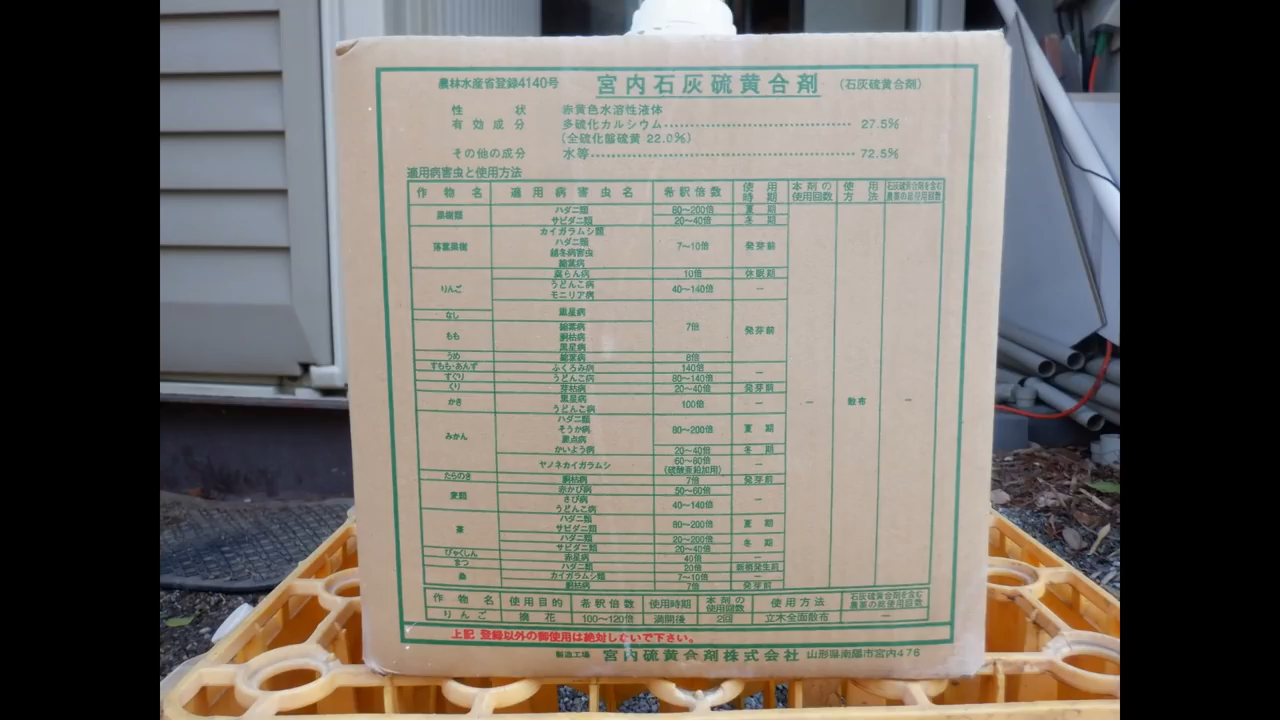 農林水産省登録4140号 宮内石灰硫黄合剤 (石灰硫黄合剤)
性 状 赤黄色水溶性液体
有効成分 多硫化カルシウム 27.5%
(全硫化態硫黄 22.0%)
その他の成分 水等 72.5%
適用病害虫と使用方法
作物名 適用病害虫名 希釈倍数 使用時期 本剤の使用回数 使用方法 石灰硫黄合剤を含む農薬の総使用回数
果樹類 ハダニ類 80〜200倍 夏期
サビダニ類 20〜40倍 冬期
カイガラムシ類
落葉果樹 ハダニ類 7〜10倍 発芽前
越冬病害虫
縮葉病
りんご 腐らん病 10倍 休眠期
うどんこ病 40〜140倍 ー
モニリア病
なし 黒星病
もも 縮葉病 7倍 発芽前
胴枯病
黒星病
うめ 縮葉病 8倍
すもも・あんず ふくろみ病 140倍 ー
すぐり うどんこ病 80〜140倍
くり 芽枯病 20〜40倍 発芽前
かき 黒星病 100倍 ー ー 散布 ー
うどんこ病
みかん ハダニ類 80〜200倍 夏期
そうか病
黒点病
かいよう病 20〜40倍 冬期
ヤノネカイガラムシ 60〜80倍 ー
(硫酸亜鉛加用)
たらのき 胴枯病 7倍 発芽前
麦類 赤かび病 50〜60倍 ー
さび病 40〜140倍
うどんこ病
茶 ハダニ類 80〜200倍 夏期
サビダニ類
ハダニ類 20〜200倍 冬期
サビダニ類 20〜40倍
びゃくしん 赤星病 40倍 ー
まつ ハダニ類 20倍 新梢発生前
桑 カイガラムシ類 7〜10倍 ー
胴枯病 7倍 発芽前
作物名 使用目的 希釈倍数 使用時期 本剤の使用回数 使用方法 石灰硫黄合剤を含む農薬の総使用回数
りんご 摘花 100〜120倍 満開後 2回 立木全面散布 ー
上記 登録以外の御使用は絶対しないで下さい。
製造工場 宮内硫黄合剤株式会社 山形県南陽市宮内476